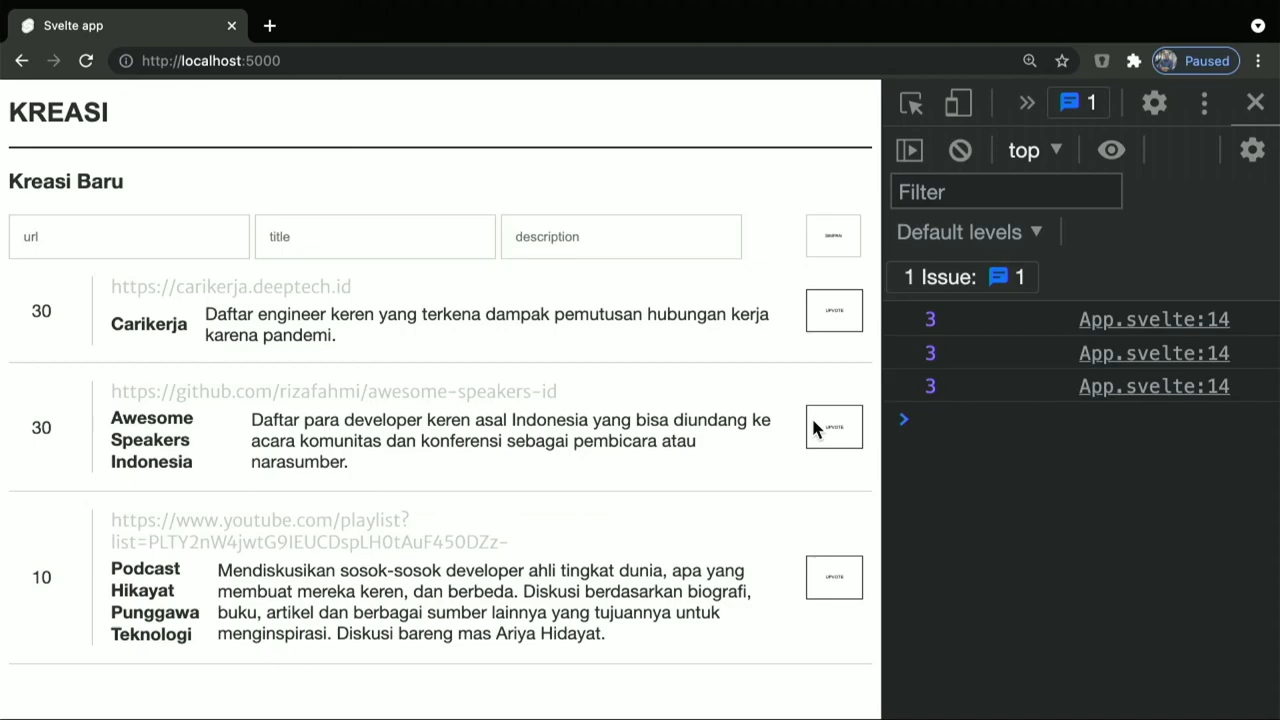 Svelte app
http://localhost:5000
Paused
KREASI
Kreasi Baru
url
title
description
SIMPAN
30
https://carikerja.deeptech.id
Carikerja
Daftar engineer keren yang terkena dampak pemutusan hubungan kerja
karena pandemi.
UPVOTE
30
https://github.com/rizafahmi/awesome-speakers-id
Awesome
Speakers
Indonesia
Daftar para developer keren asal Indonesia yang bisa diundang ke
acara komunitas dan konferensi sebagai pembicara atau
narasumber.
UPVOTE
10
https://www.youtube.com/playlist?
list=PLTY2nW4jwtG9IEUCDspLH0tAuF450DZz-
Podcast
Hikayat
Punggawa
Teknologi
Mendiskusikan sosok-sosok developer ahli tingkat dunia, apa yang
membuat mereka keren, dan berbeda. Diskusi berdasarkan biografi,
buku, artikel dan berbagai sumber lainnya yang tujuannya untuk
menginspirasi. Diskusi bareng mas Ariya Hidayat.
UPVOTE
1
top
Filter
Default levels
1 Issue: 1
3 App.svelte:14
3 App.svelte:14
3 App.svelte:14